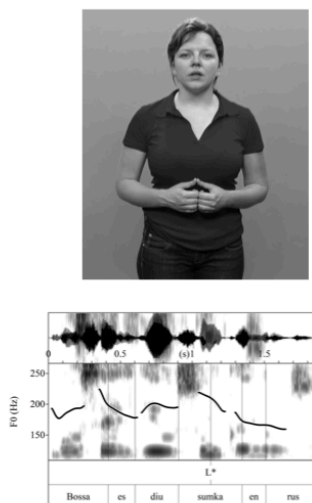 0 0.5 (s)1 1.5
250
200
150
F0 (Hz)
L*
Bossa es diu sumka en rus